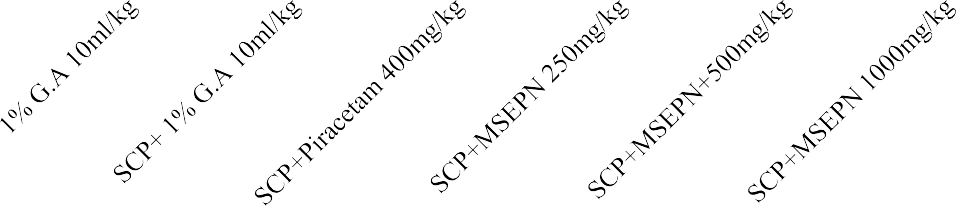 1% G.A 10ml/kg
SCP+ 1% G.A 10ml/kg
SCP+Piracetam 400mg/kg
SCP+MSEPN 250mg/kg
SCP+MSEPN+500mg/kg
SCP+MSEPN 1000mg/kg